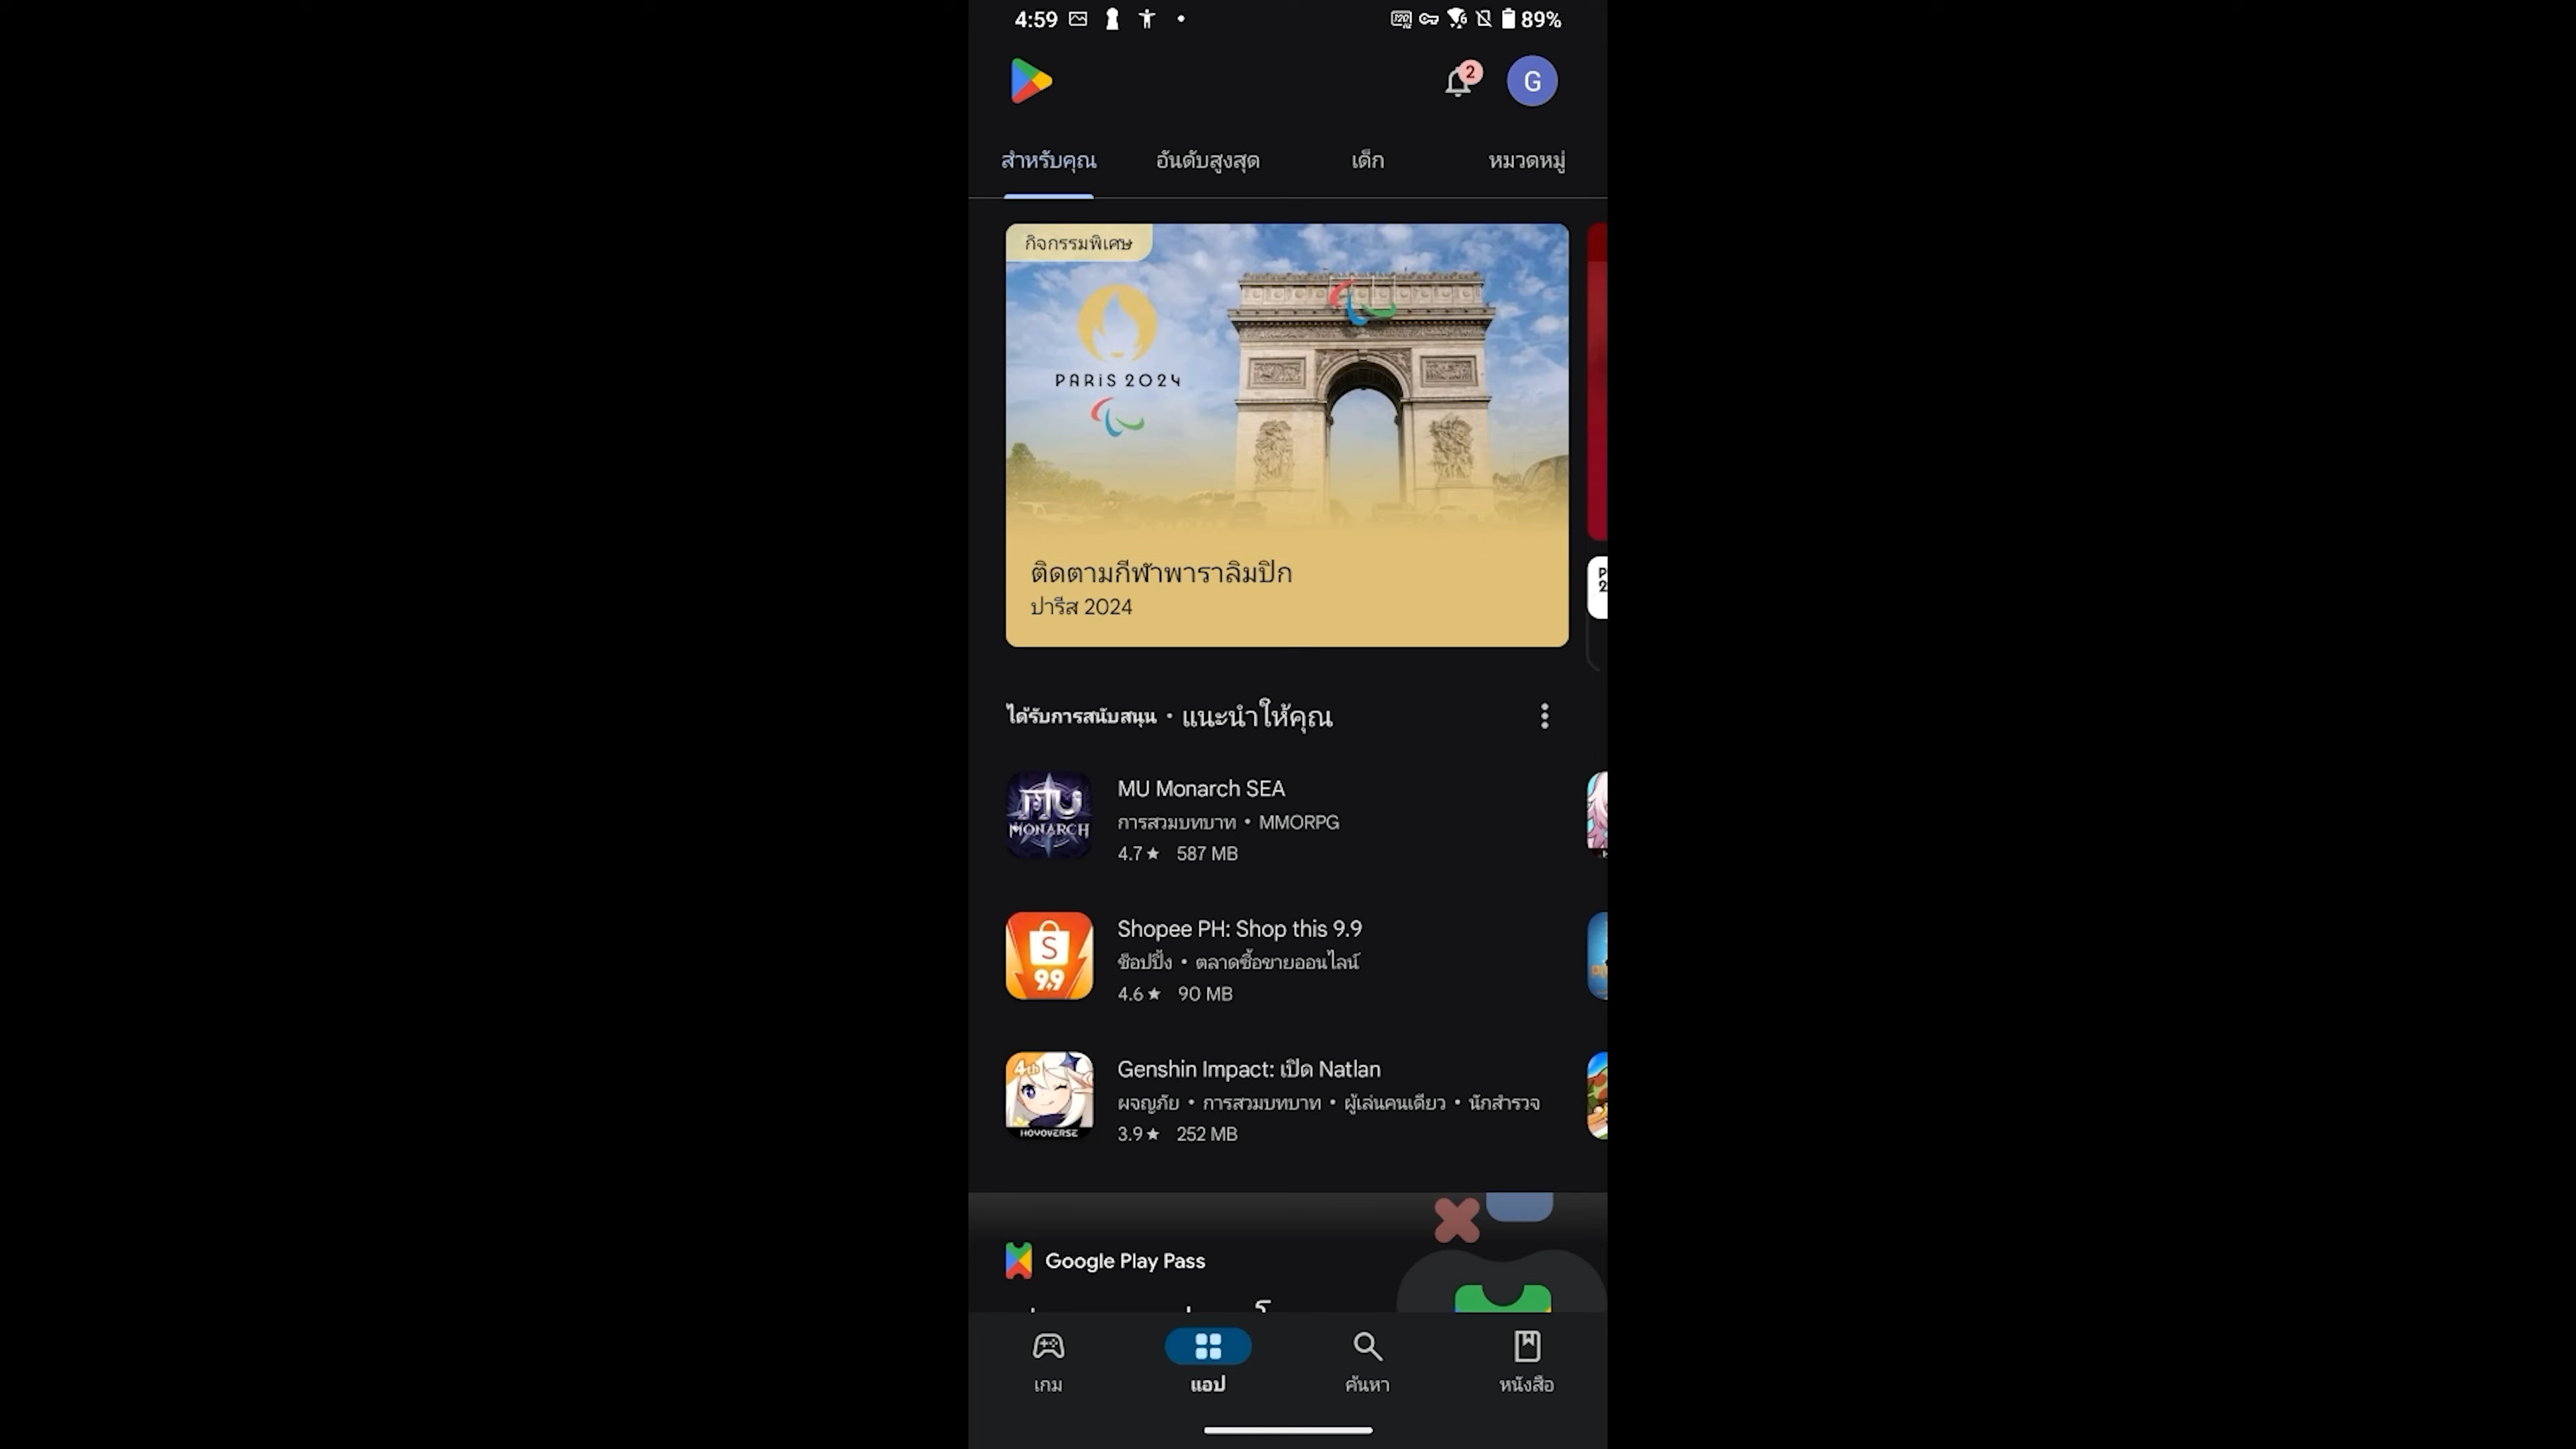 4:59
89%
2
G
สำหรับคุณ
อันดับสูงสุด
เด็ก
หมวดหมู่
กิจกรรมพิเศษ
PARIS 2024
ติดตามกีฬาพาราลิมปิก
ปารีส 2024
ได้รับการสนับสนุน • แนะนำให้คุณ
MU
MONARCH
MU Monarch SEA
การสวมบทบาท • MMORPG
4.7★ 587 MB
S
9.9
Shopee PH: Shop this 9.9
ช็อปปิ้ง • ตลาดซื้อขายออนไลน์
4.6★ 90 MB
4th
HOYOVERSE
Genshin Impact: เปิด Natlan
ผจญภัย • การสวมบทบาท • ผู้เล่นคนเดียว • นักสำรวจ
3.9★ 252 MB
Google Play Pass
เกม
แอป
ค้นหา
หนังสือ